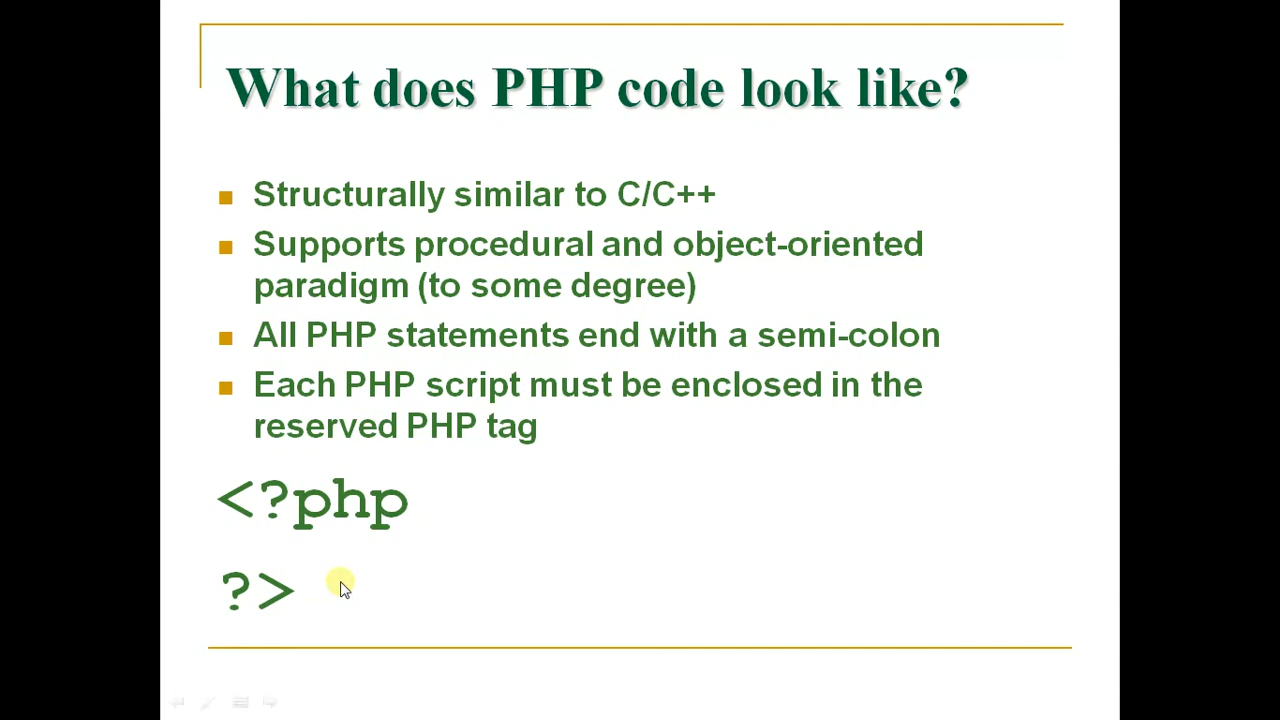 What does PHP code look like?
Structurally similar to C/C++
Supports procedural and object-oriented
paradigm (to some degree)
All PHP statements end with a semi-colon
Each PHP script must be enclosed in the
reserved PHP tag
<?php
?>